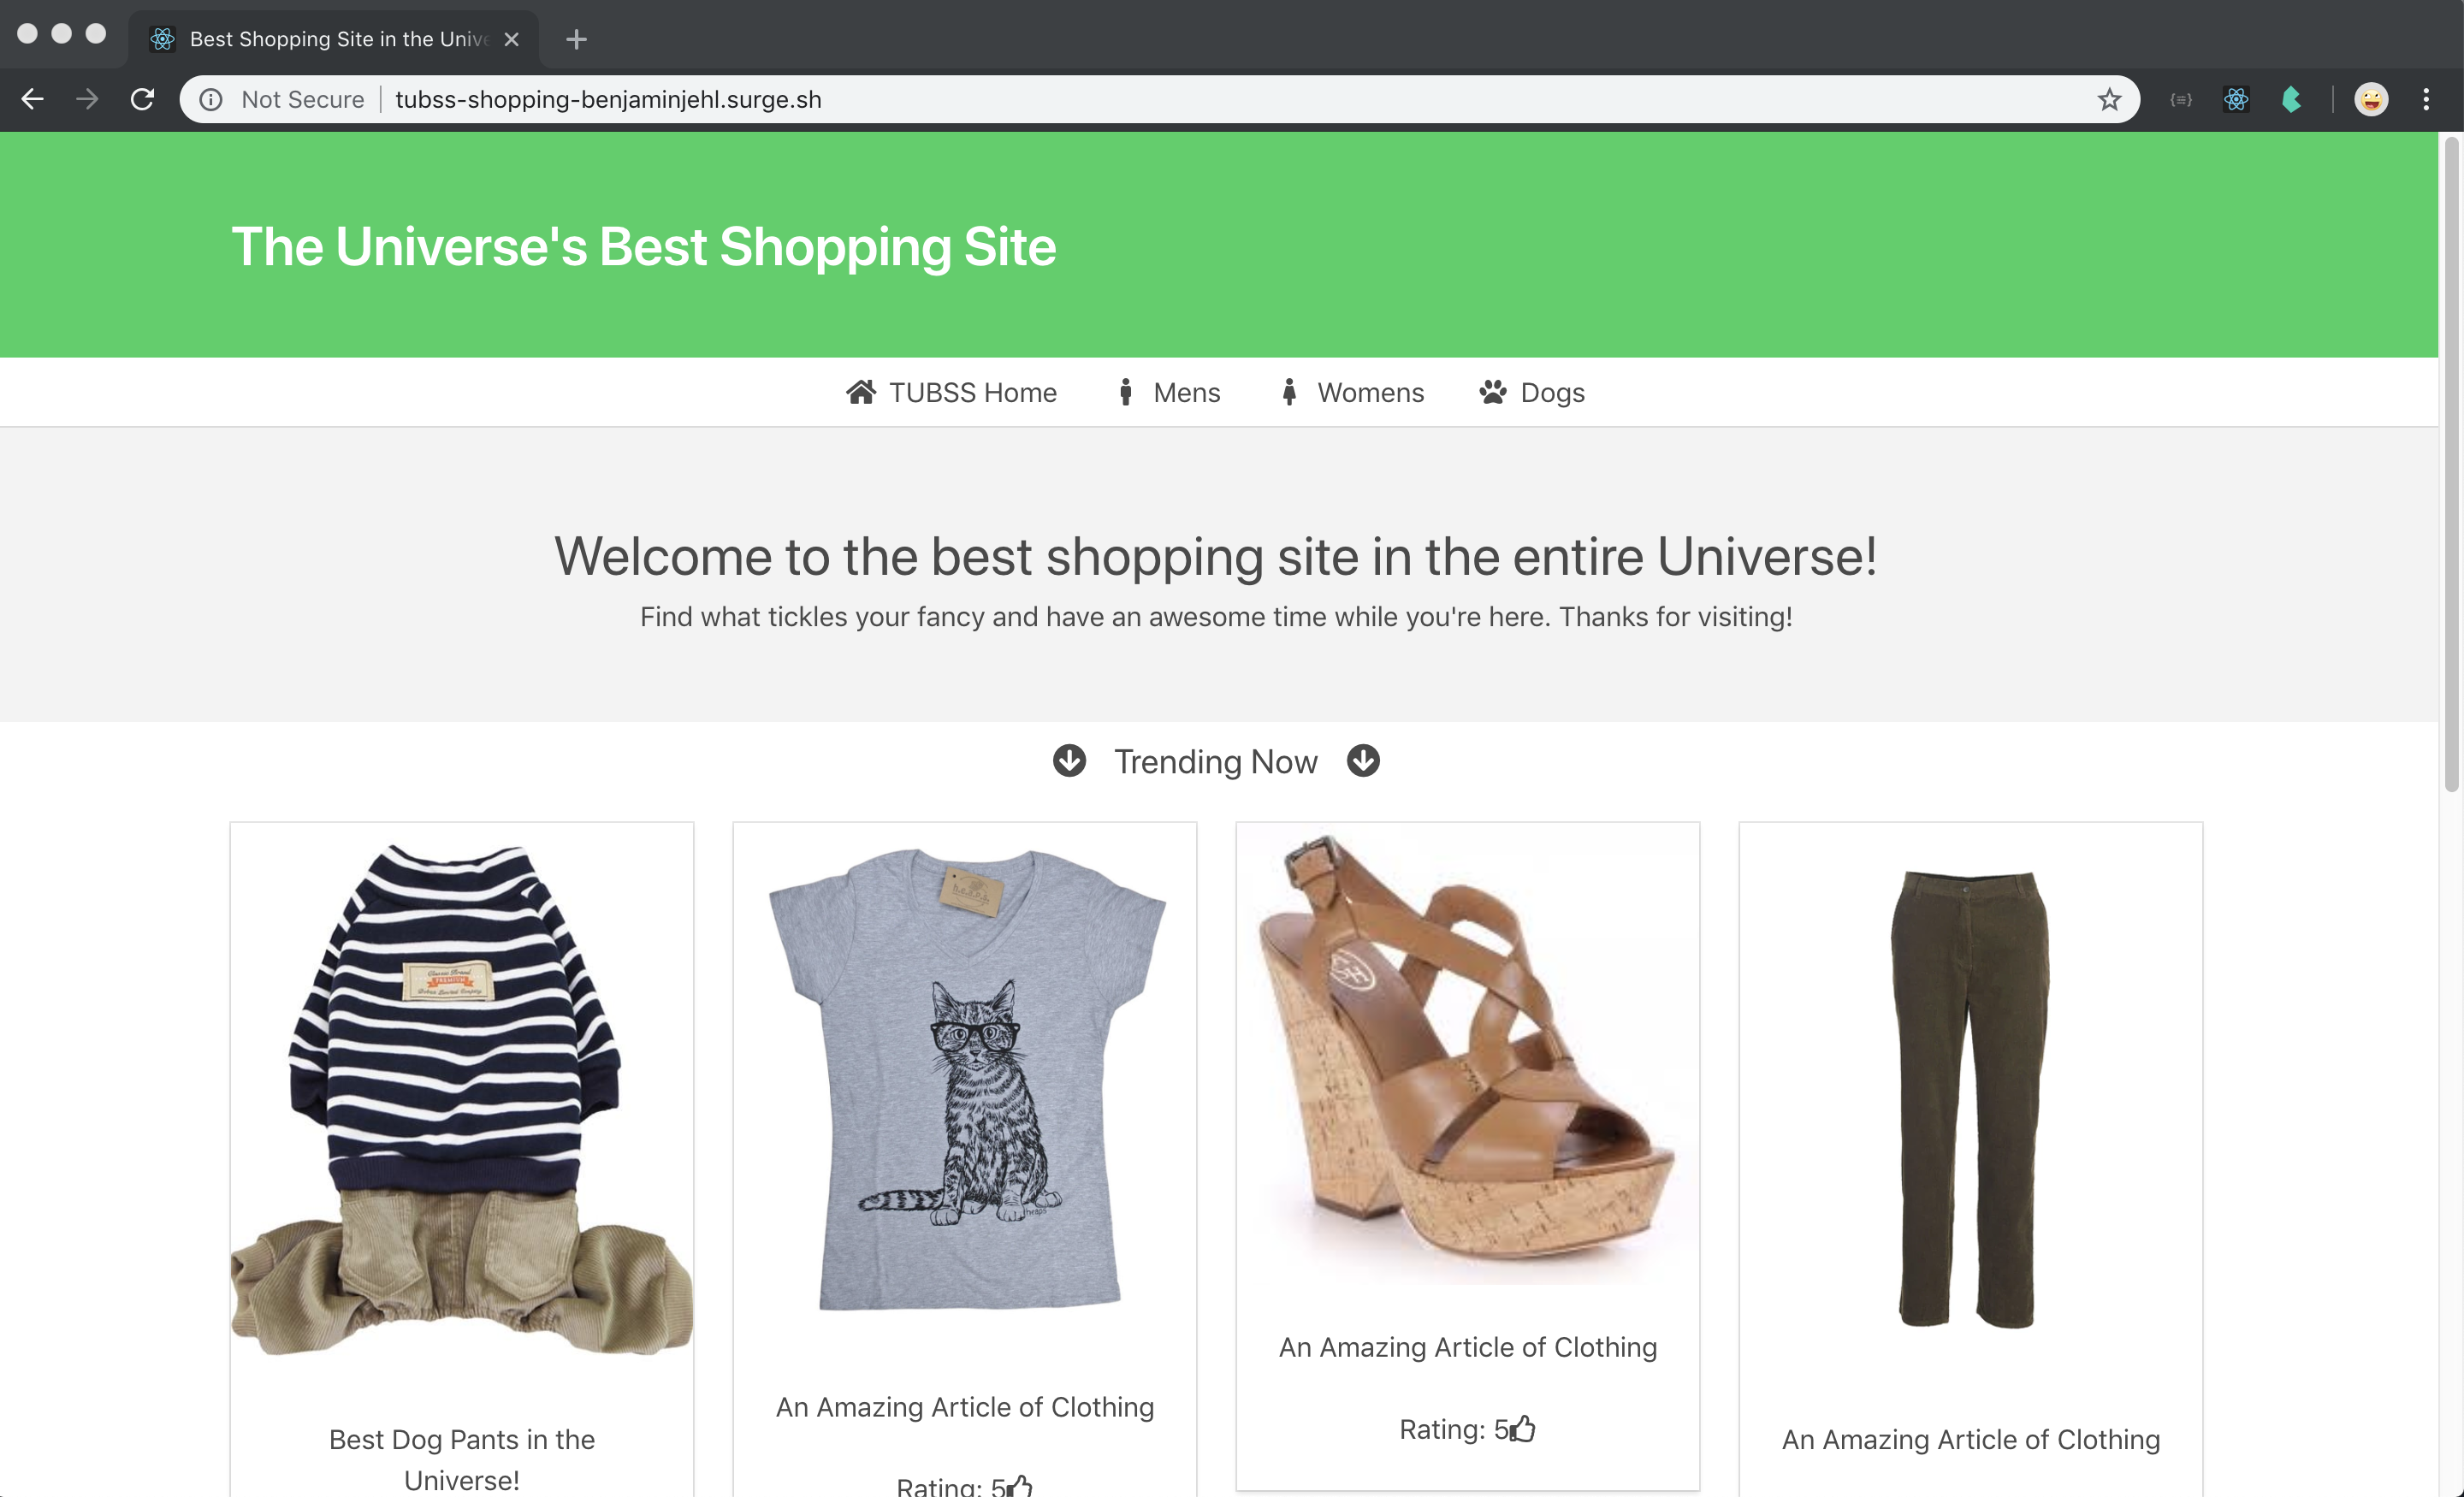 Best Shopping Site in the Unive
Not Secure
tubss-shopping-benjaminjehl.surge.sh
The Universe's Best Shopping Site
TUBSS Home
Mens
Womens
Dogs
Welcome to the best shopping site in the entire Universe!
Find what tickles your fancy and have an awesome time while you're here. Thanks for visiting!
Trending Now
PREMIUM
Best Dog Pants in the
Universe!
An Amazing Article of Clothing
Rating: 5
An Amazing Article of Clothing
Rating: 5
An Amazing Article of Clothing